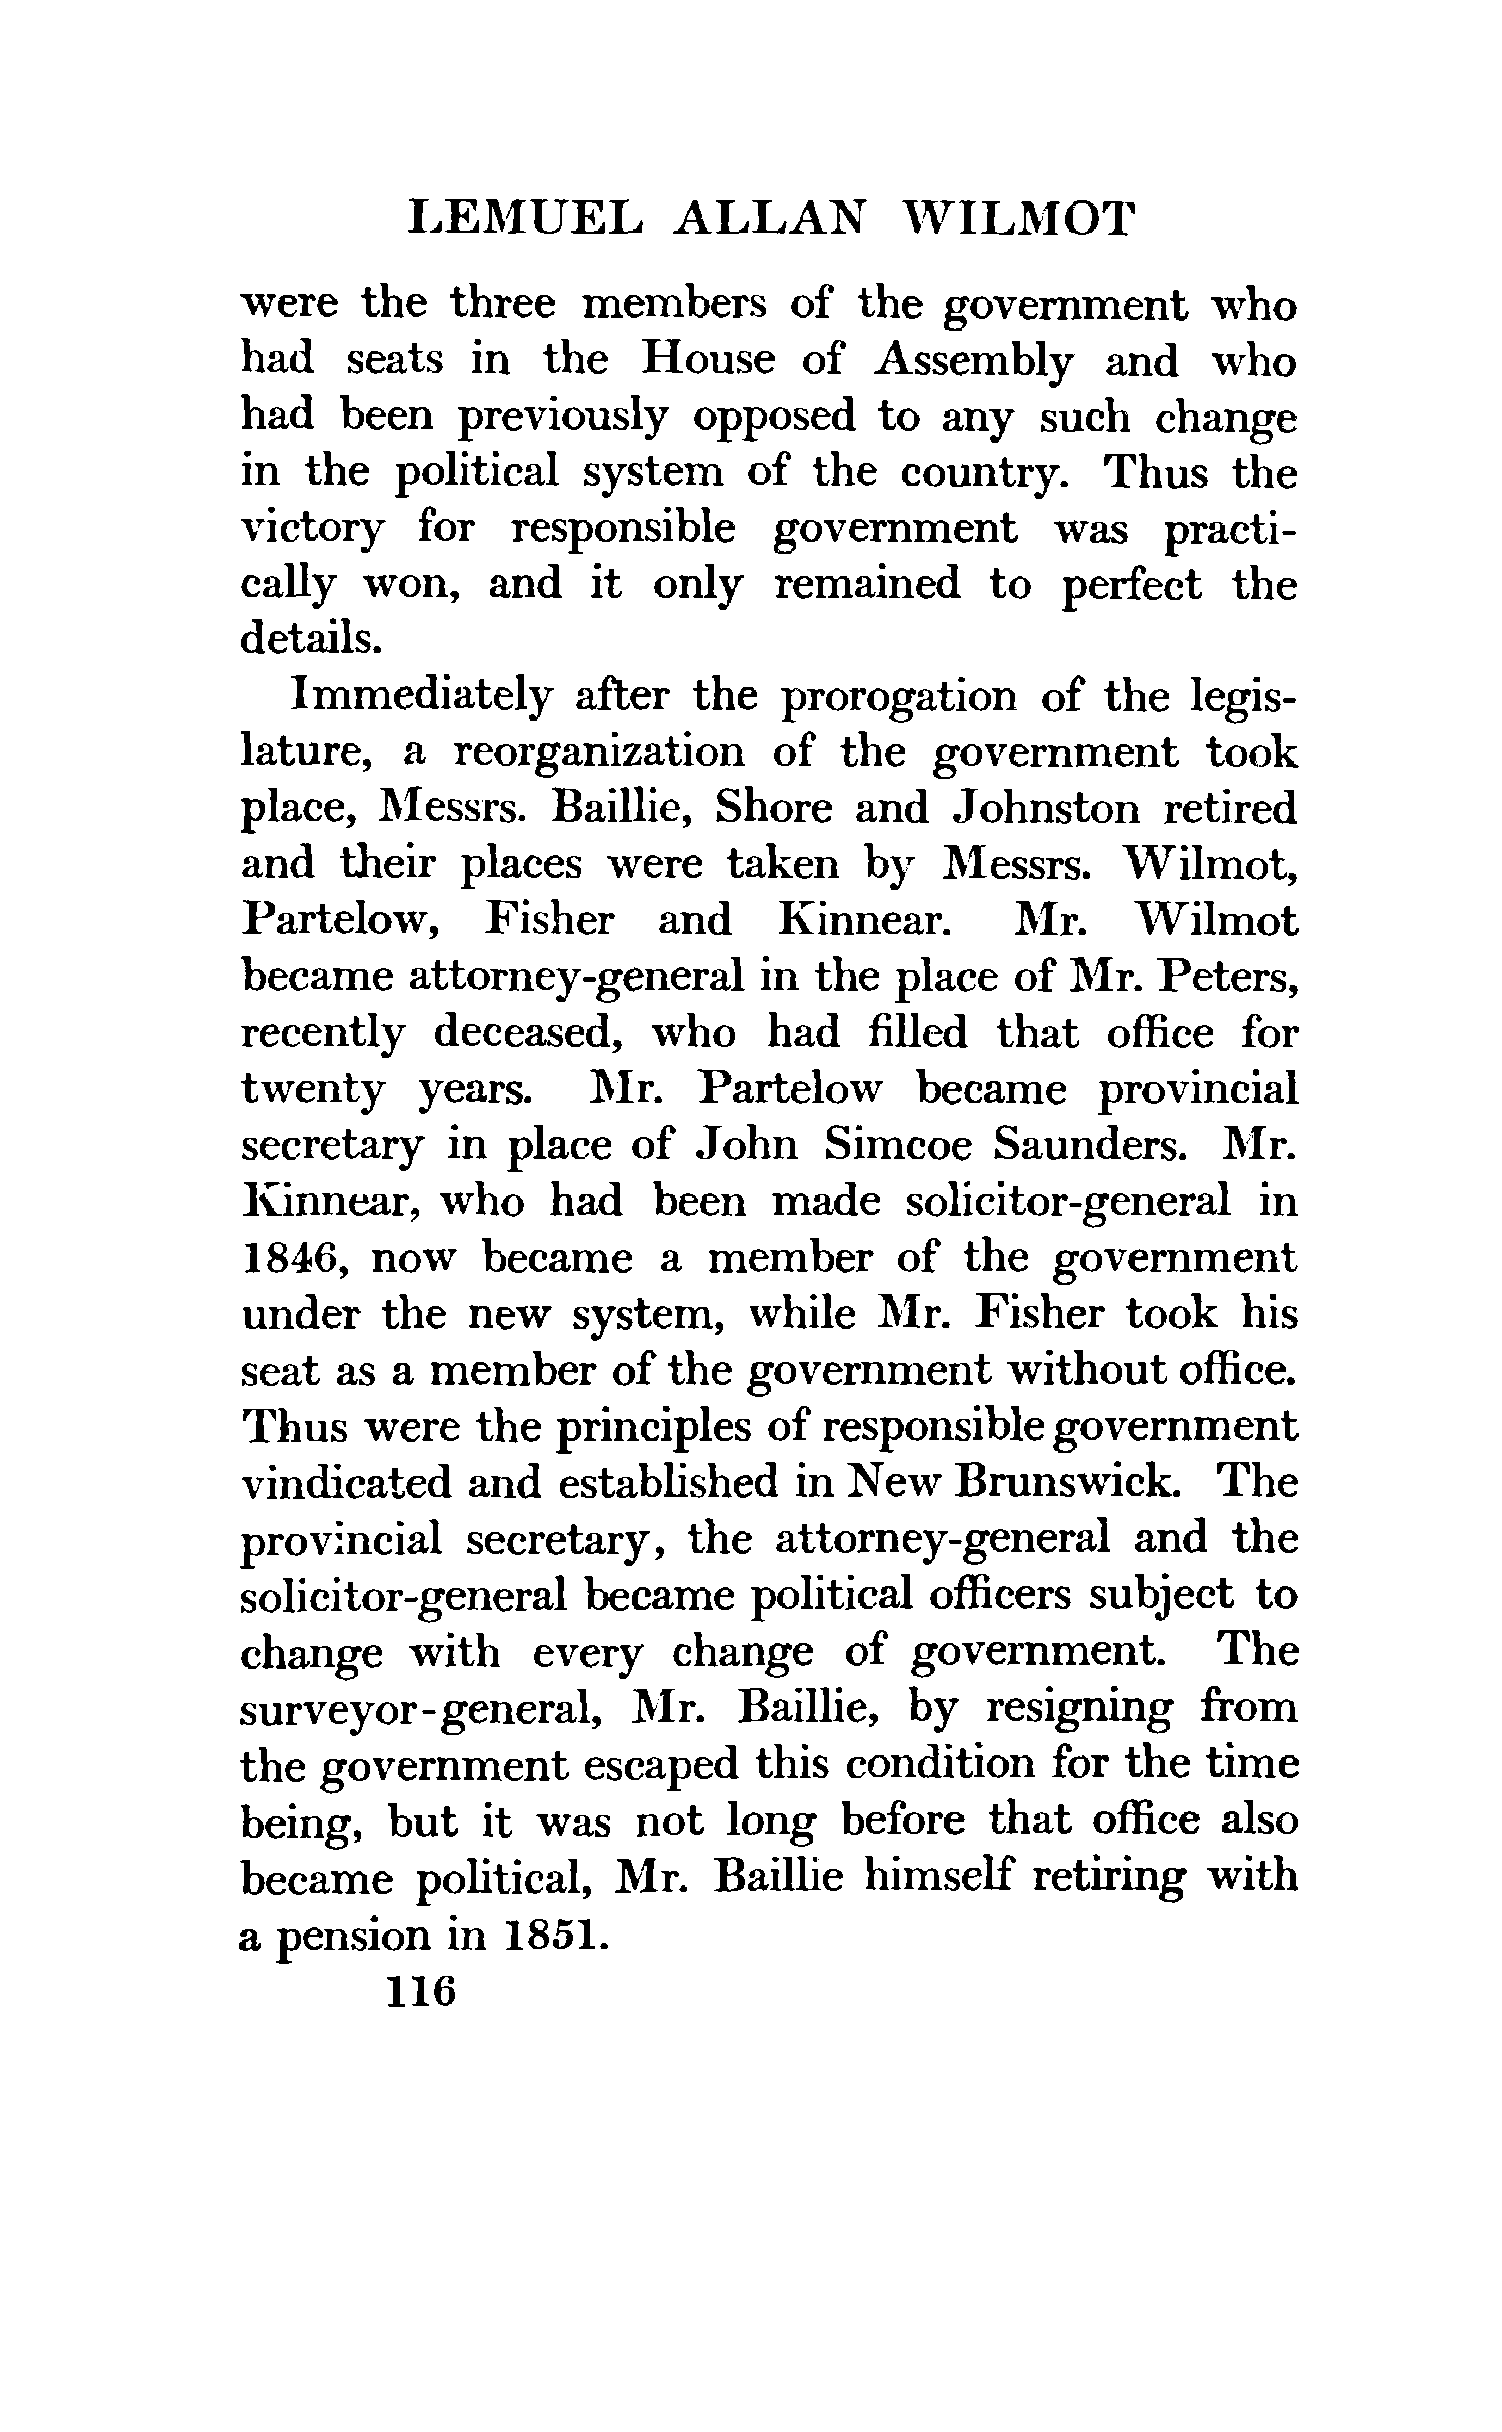 LEMUEL ALLAN WILMOT
were the three members of the government who
had seats in the House of Assembly and who
had been previously opposed to any such change
in the political system of the country. Thus the
victory for responsible government was practi-
cally won, and it only remained to perfect the
details.
Immediately after the prorogation of the legis-
lature, a reorganization of the government took
place, Messrs. Baillie, Shore and Johnston retired
and their places were taken by Messrs. Wilmot,
Partelow, Fisher and Kinnear. Mr. Wilmot
became attorney-general in the place of Mr. Peters,
recently deceased, who had filled that office for
twenty years. Mr. Partelow became provincial
secretary in place of John Simcoe Saunders. Mr.
Kinnear, who had been made solicitor-general in
1846, now became a member of the government
under the new system, while Mr. Fisher took his
seat as a member of the government without office.
Thus were the principles of responsible government
vindicated and established in New Brunswick. The
provincial secretary, the attorney-general and the
solicitor-general became political officers subject to
change with every change of government. The
surveyor-general, Mr. Baillie, by resigning from
the government escaped this condition for the time
being, but it was not long before that office also
became political, Mr. Baillie himself retiring with
a pension in 1851.
116